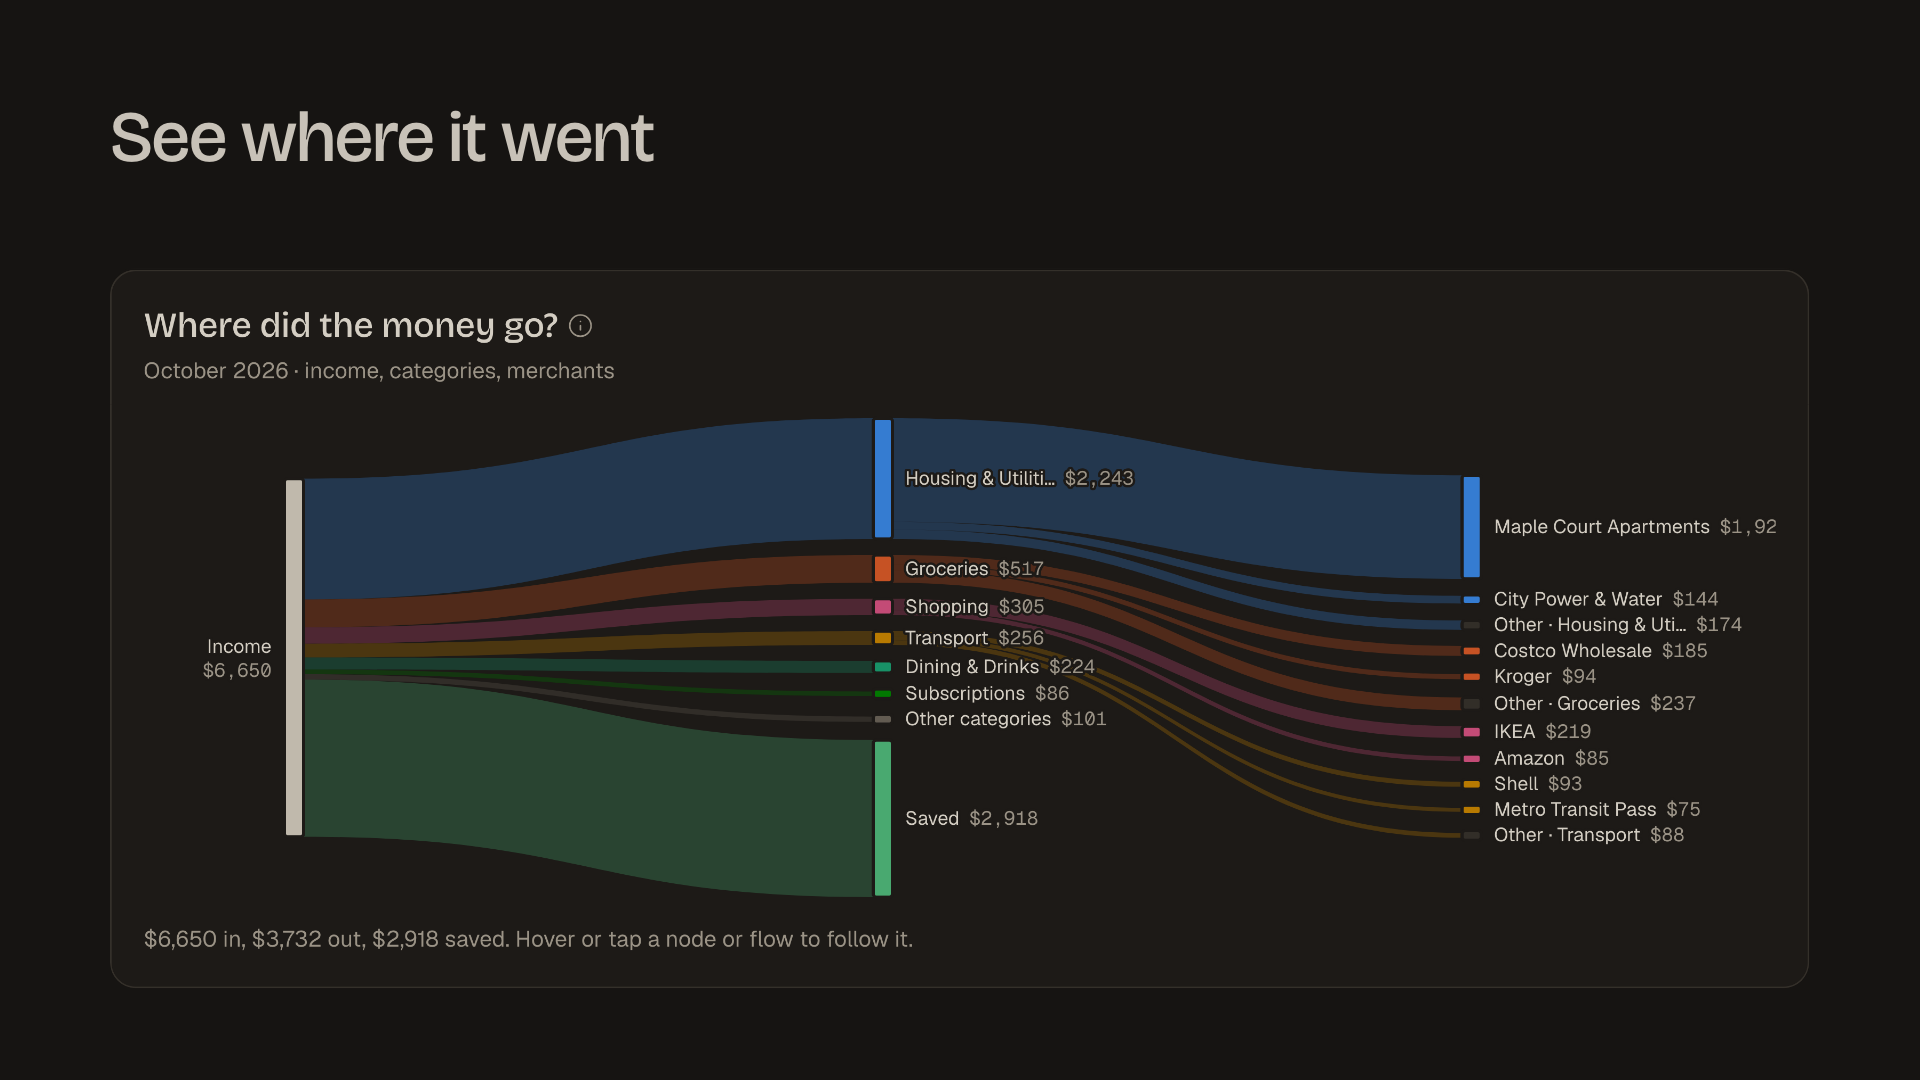 See where it went
Where did the money go?
October 2026 · income, categories, merchants
Income
$6,650
Housing & Utiliti… $2,243
Groceries $517
Shopping $305
Transport $256
Dining & Drinks $224
Subscriptions $86
Other categories $101
Saved $2,918
Maple Court Apartments $1,92
City Power & Water $144
Other · Housing & Uti… $174
Costco Wholesale $185
Kroger $94
Other · Groceries $237
IKEA $219
Amazon $85
Shell $93
Metro Transit Pass $75
Other · Transport $88
$6,650 in, $3,732 out, $2,918 saved. Hover or tap a node or flow to follow it.